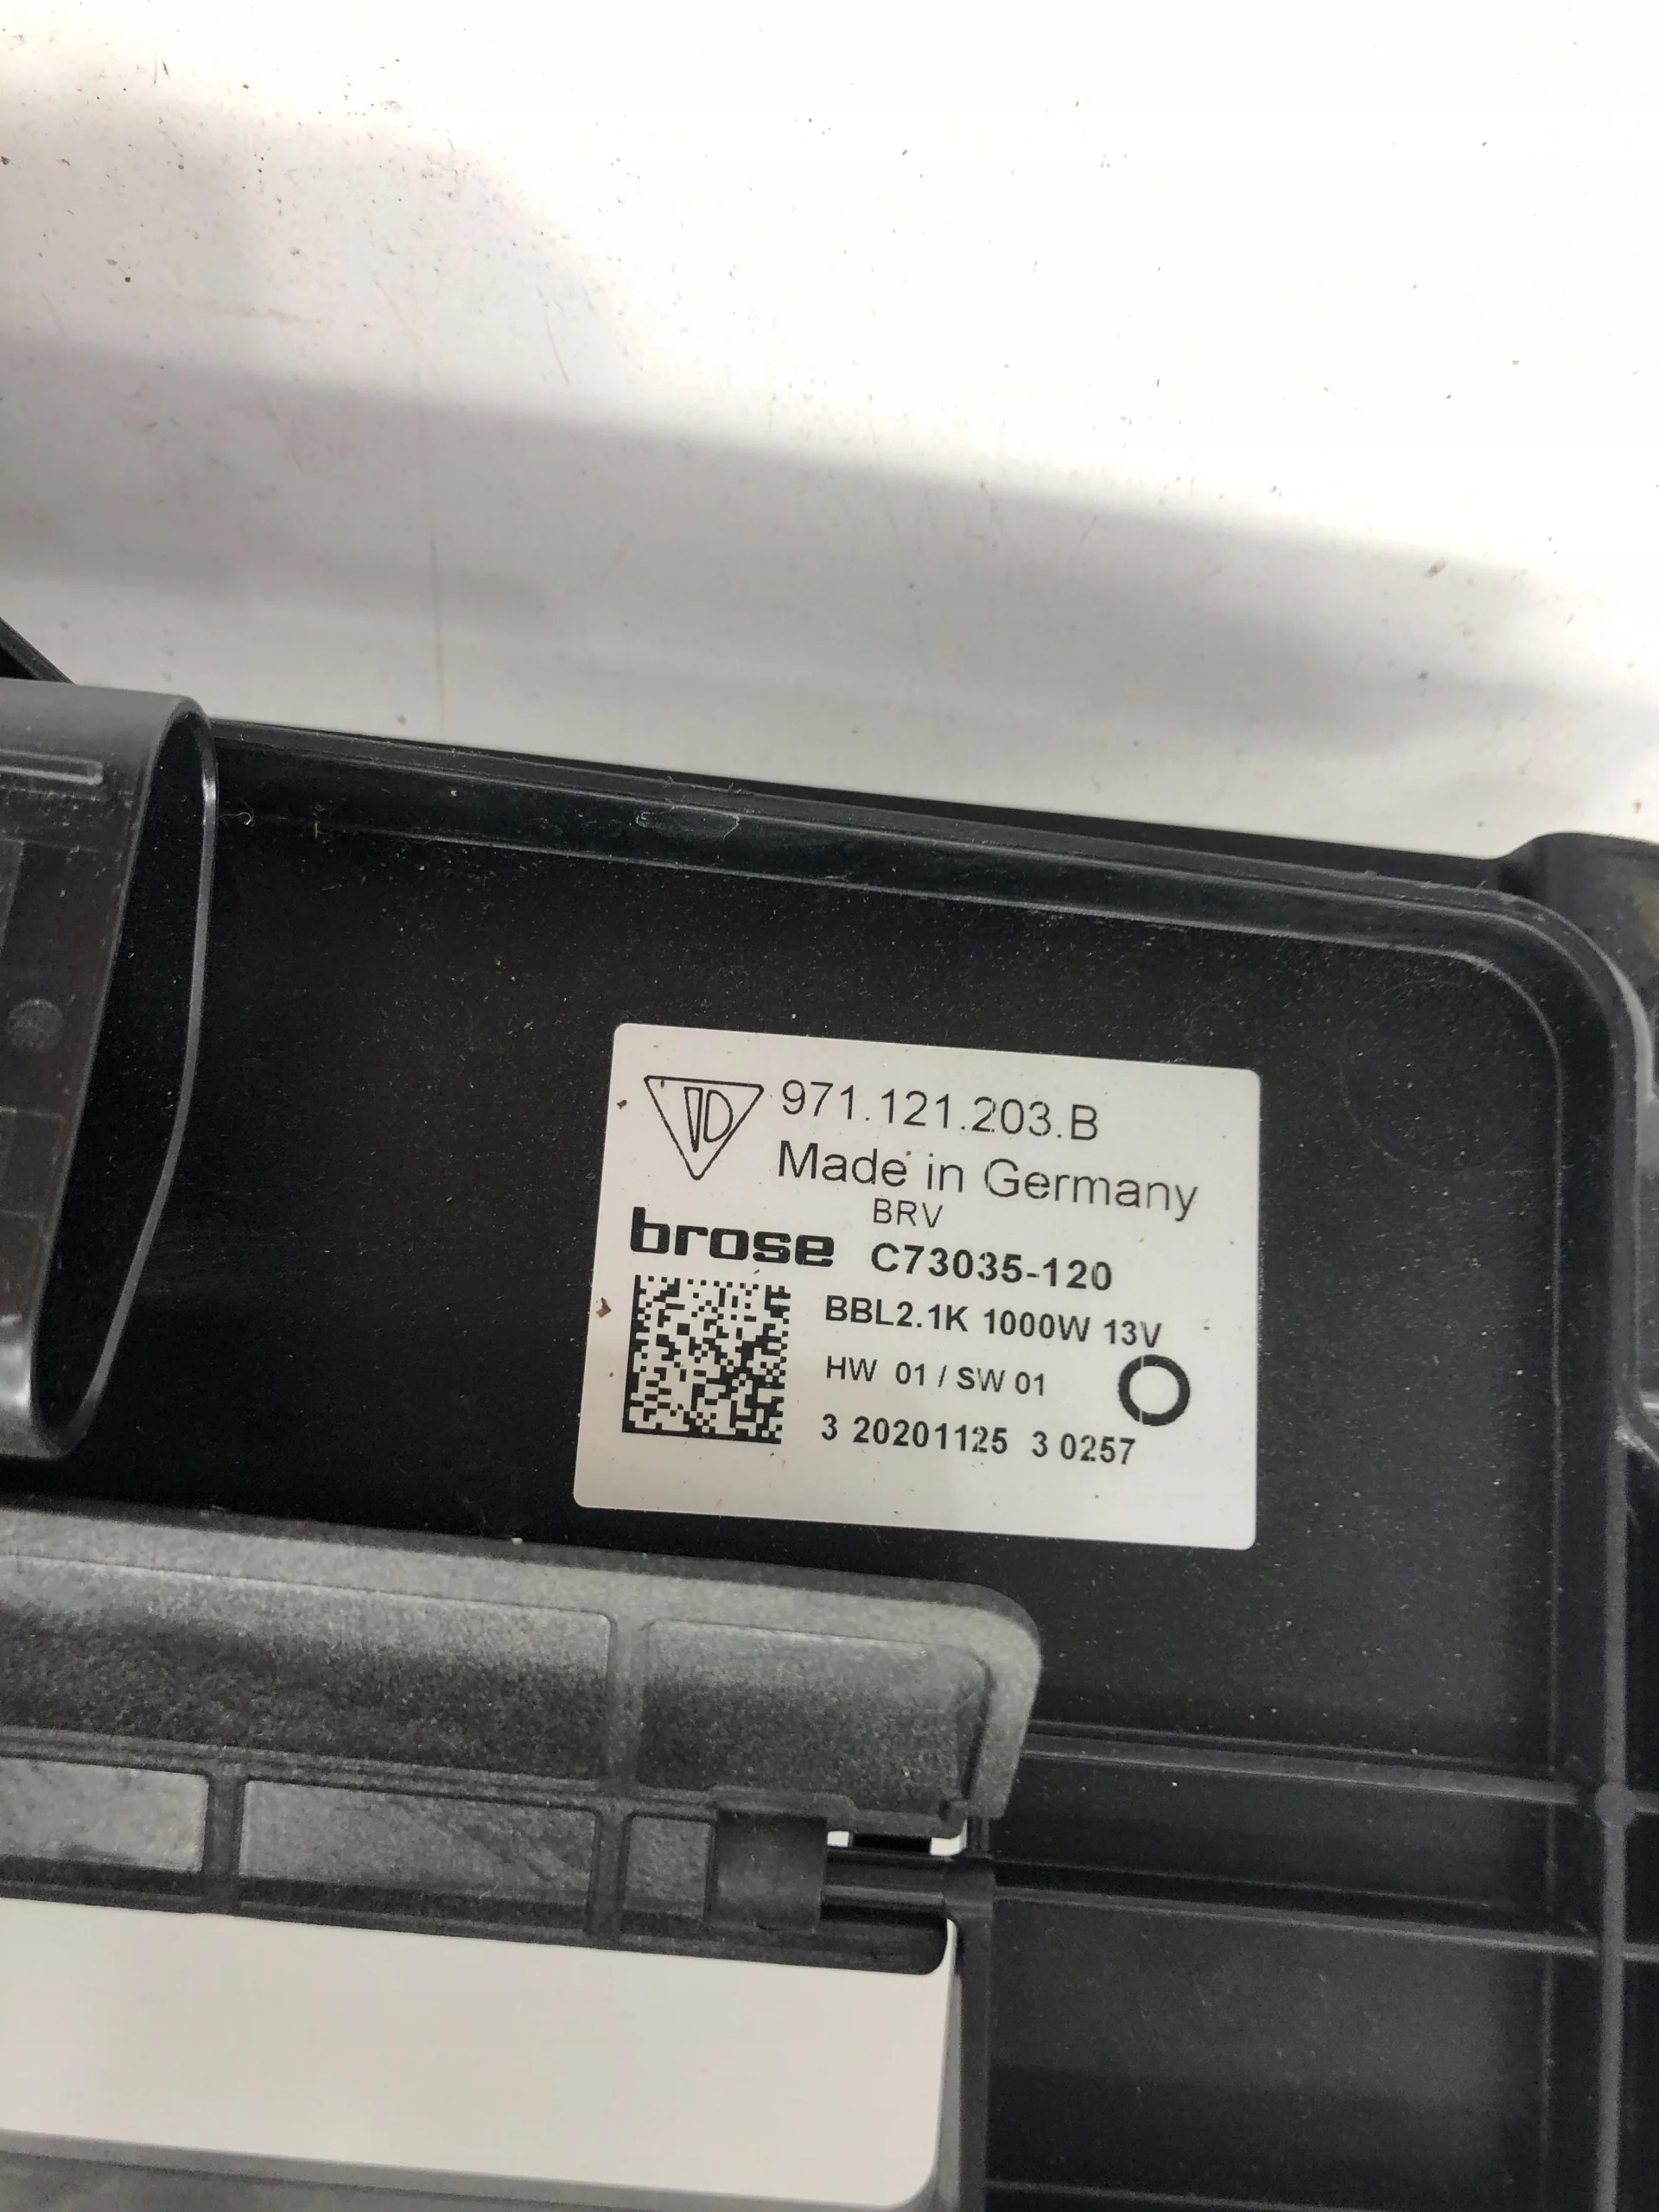 971.121.203.B
Made in Germany
BRV
brose C73035-120
BBL2.1K 1000W 13V
HW 01 / SW 01
3 20201125 3 0257